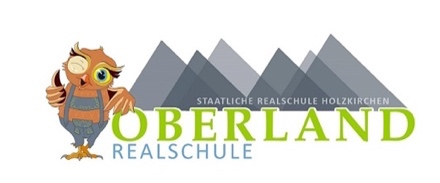 STAATLICHE REALSCHULE HOLZKIRCHEN
OBERLAND
REALSCHULE